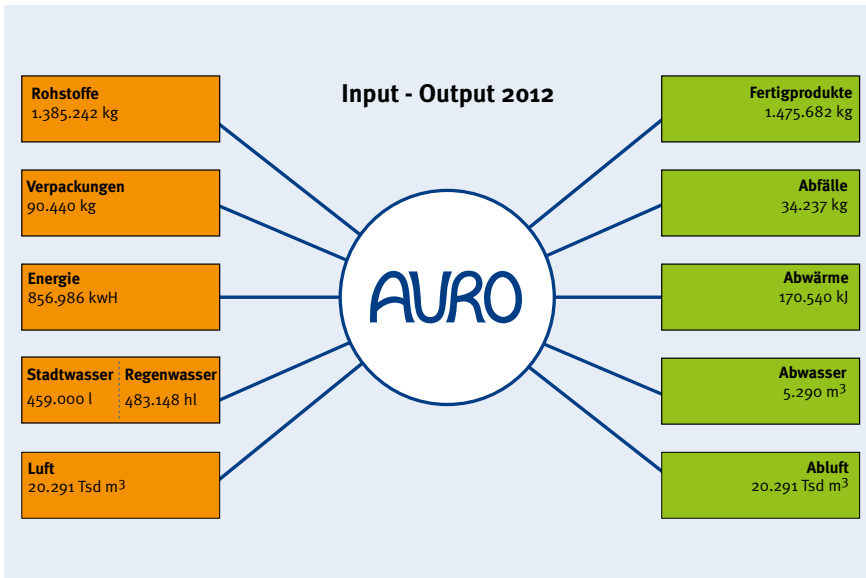 Input - Output 2012
Rohstoffe
1.385.242 kg
Verpackungen
90.440 kg
Energie
856.986 kwH
Stadtwasser
459.000 l
Regenwasser
483.148 hl
Luft
20.291 Tsd m³
AURO
Fertigprodukte
1.475.682 kg
Abfälle
34.237 kg
Abwärme
170.540 kJ
Abwasser
5.290 m³
Abluft
20.291 Tsd m³